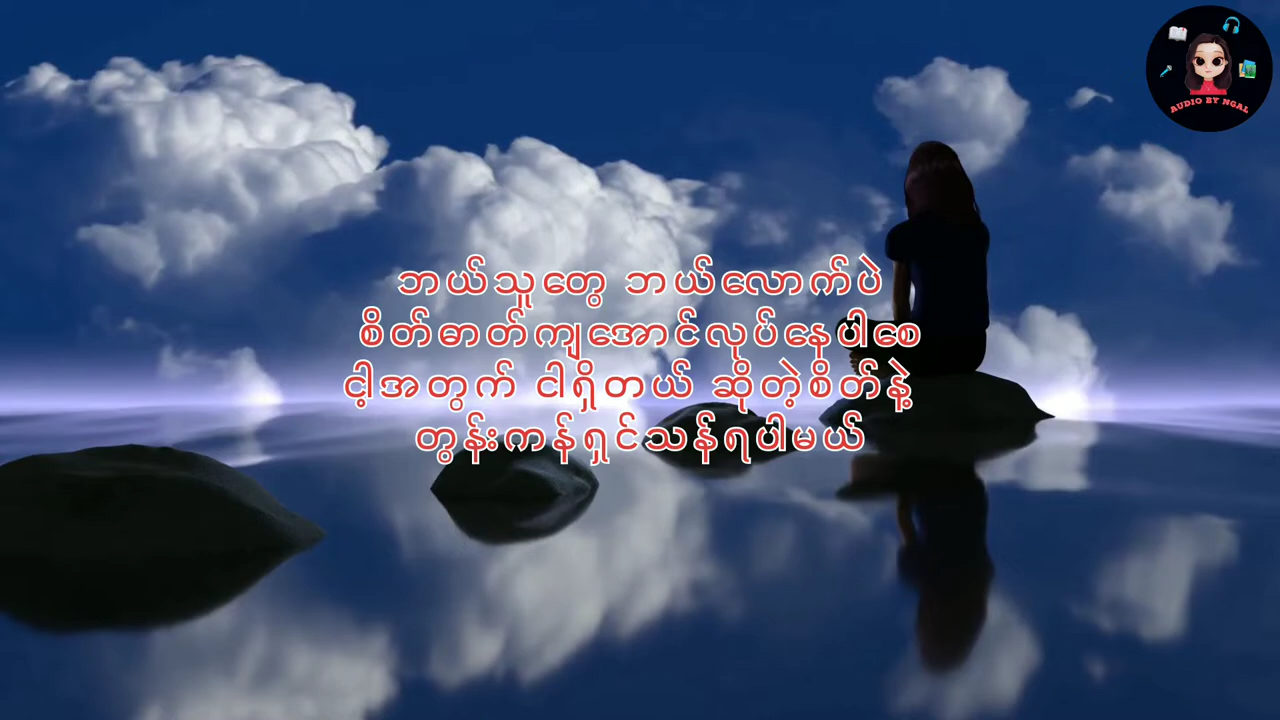 ဘယ်သူတွေ ဘယ်လောက်ပဲ
စိတ်ဓာတ်ကျအောင်လုပ်နေပါစေ
ငါ့အတွက် ငါရှိတယ် ဆိုတဲ့စိတ်နဲ့
တွန်းကန်ရှင်သန်ရပါမယ်
AUDIO BY NGAL